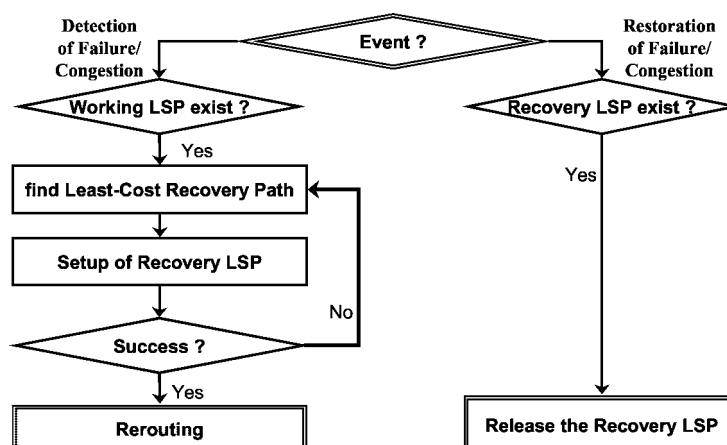 Detection
of Failure/
Congestion
Event ?
Restoration
of Failure/
Congestion
Working LSP exist ?
Recovery LSP exist ?
Yes
Yes
find Least-Cost Recovery Path
Setup of Recovery LSP
No
Success ?
Yes
Rerouting
Release the Recovery LSP